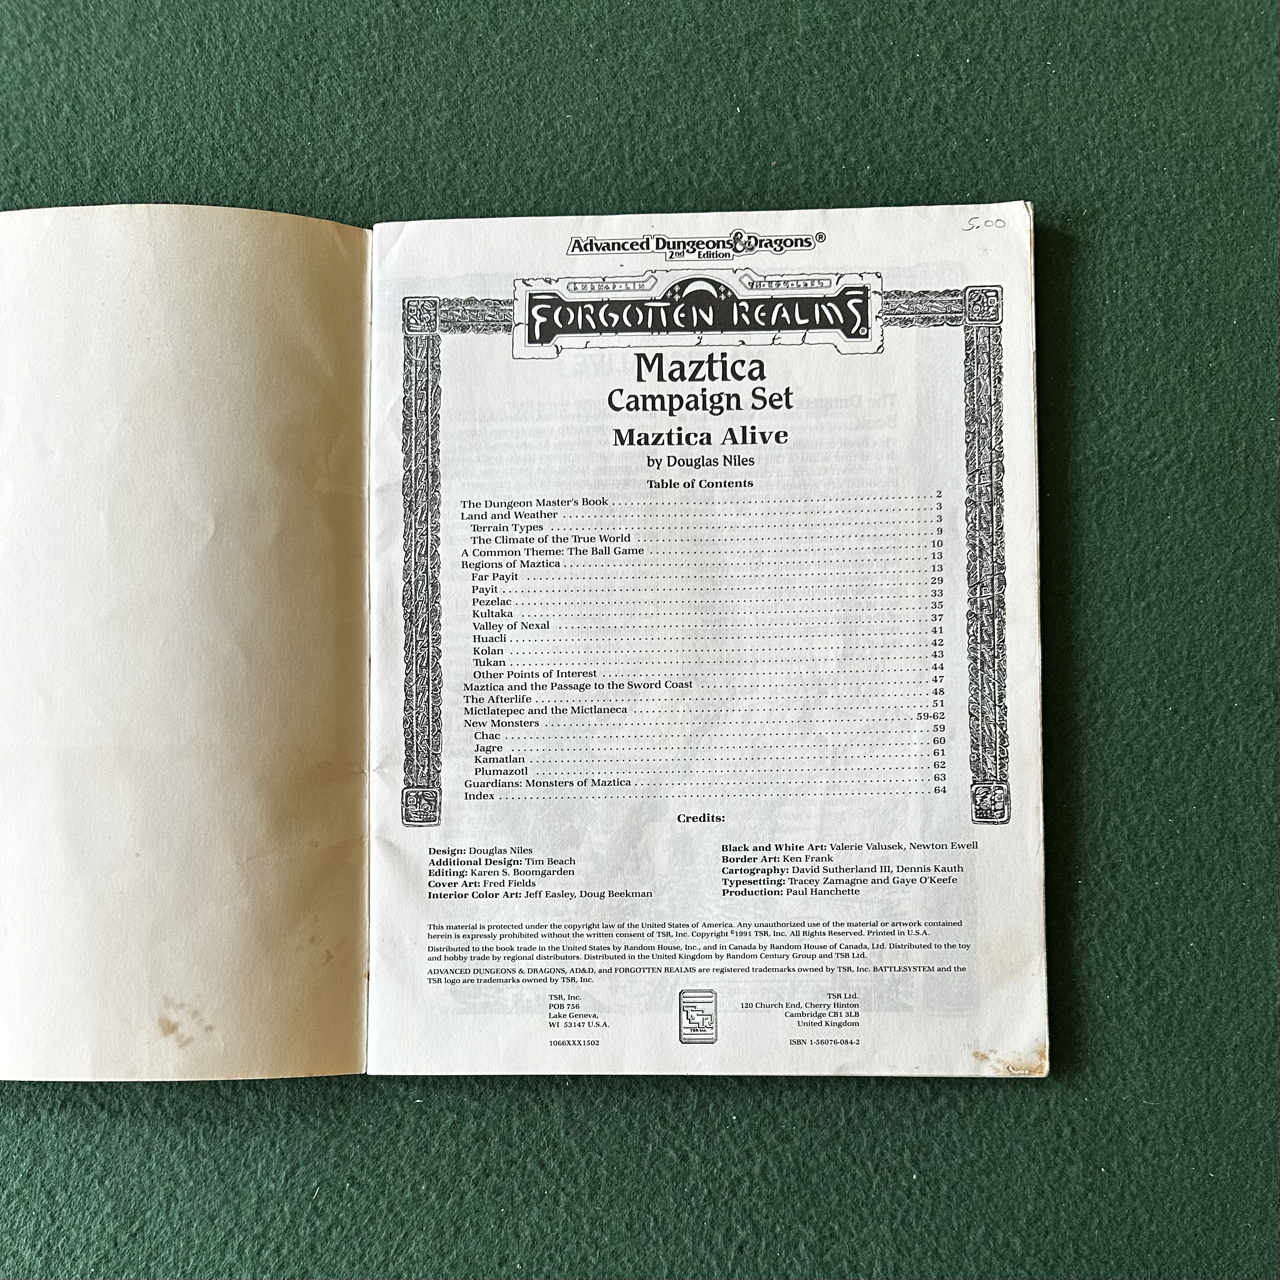 5.00
Advanced Dungeons & Dragons®
2nd Edition
FORGOTTEN REALMS®
Maztica
Campaign Set
Maztica Alive
by Douglas Niles
Table of Contents
The Dungeon Master's Book . . . . . . . . . . 2
Land and Weather . . . . . . . . . . 3
Terrain Types . . . . . . . . . . 3
The Climate of the True World . . . . . . . . . . 9
A Common Theme: The Ball Game . . . . . . . . . . 10
Regions of Maztica . . . . . . . . . . 13
Far Payit . . . . . . . . . . 13
Payit . . . . . . . . . . 29
Pezelac . . . . . . . . . . 33
Kultaka . . . . . . . . . . 35
Valley of Nexal . . . . . . . . . . 37
Huacli . . . . . . . . . . 41
Kolan . . . . . . . . . . 42
Tukan . . . . . . . . . . 43
Other Points of Interest . . . . . . . . . . 44
Maztica and the Passage to the Sword Coast . . . . . . . . . . 47
The Afterlife . . . . . . . . . . 48
Mictlatepec and the Mictlaneca . . . . . . . . . . 51
New Monsters . . . . . . . . . . 59-62
Chac . . . . . . . . . . 59
Jagre . . . . . . . . . . 60
Kamatlan . . . . . . . . . . 61
Plumazotl . . . . . . . . . . 62
Guardians: Monsters of Maztica . . . . . . . . . . 63
Index . . . . . . . . . . 64
Credits:
Design: Douglas Niles
Additional Design: Tim Beach
Editing: Karen S. Boomgarden
Cover Art: Fred Fields
Interior Color Art: Jeff Easley, Doug Beekman
Black and White Art: Valerie Valusek, Newton Ewell
Border Art: Ken Frank
Cartography: David Sutherland III, Dennis Kauth
Typesetting: Tracey Zamagne and Gaye O'Keefe
Production: Paul Hanchette
This material is protected under the copyright law of the United States of America. Any unauthorized use of the material or artwork contained
herein is expressly prohibited without the written consent of TSR, Inc. Copyright ©1991 TSR, Inc. All Rights Reserved. Printed in U.S.A.
Distributed to the book trade in the United States by Random House, Inc., and in Canada by Random House of Canada, Ltd. Distributed to the toy
and hobby trade by regional distributors. Distributed in the United Kingdom by Random Century Group and TSR Ltd.
ADVANCED DUNGEONS & DRAGONS, AD&D, and FORGOTTEN REALMS are registered trademarks owned by TSR, Inc. BATTLESYSTEM and the
TSR logo are trademarks owned by TSR, Inc.
TSR, Inc.
POB 756
Lake Geneva,
WI 53147 U.S.A.
1066XXX1502
TSR
TSR Inc.
TSR Ltd.
120 Church End, Cherry Hinton
Cambridge CB1 3LB
United Kingdom
ISBN 1-56076-084-2